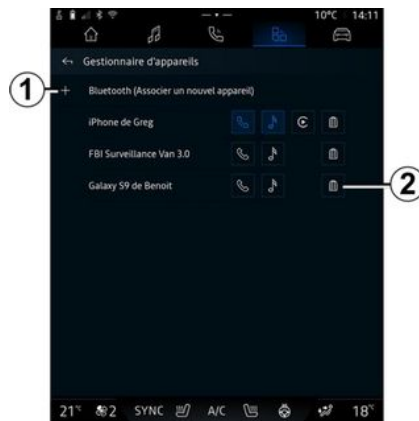 10°C 14:11
Gestionnaire d'appareils
1
+ Bluetooth (Associer un nouvel appareil)
iPhone de Greg
FBI Surveillance Van 3.0
Galaxy S9 de Benoit
2
21°C 2 SYNC A/C 18°C